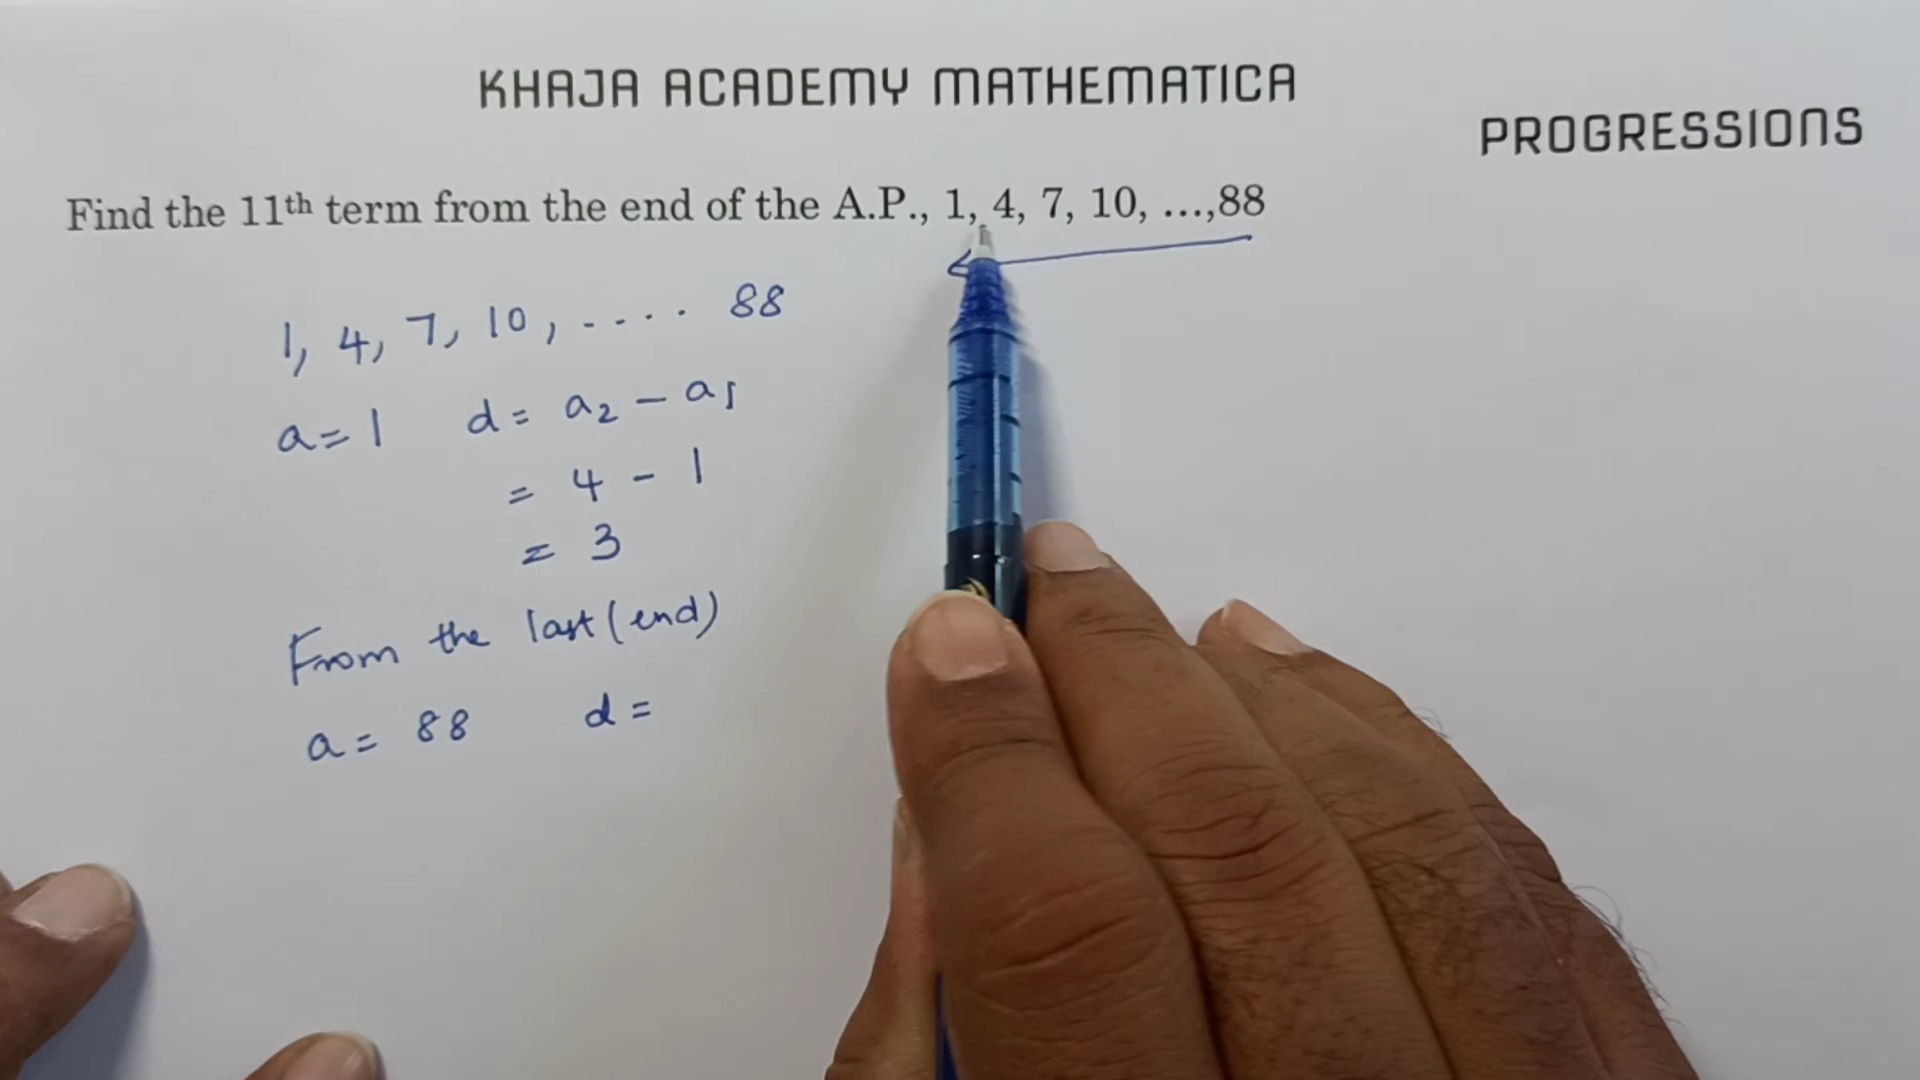 KHAJA ACADEMY MATHEMATICA
PROGRESSIONS
Find the 11th term from the end of the A.P., 1, 4, 7, 10, ...,88
1, 4, 7, 10, - - . . 88
a = 1 d = a2 - a1
= 4 - 1
= 3
From the last (end)
a = 88 d =